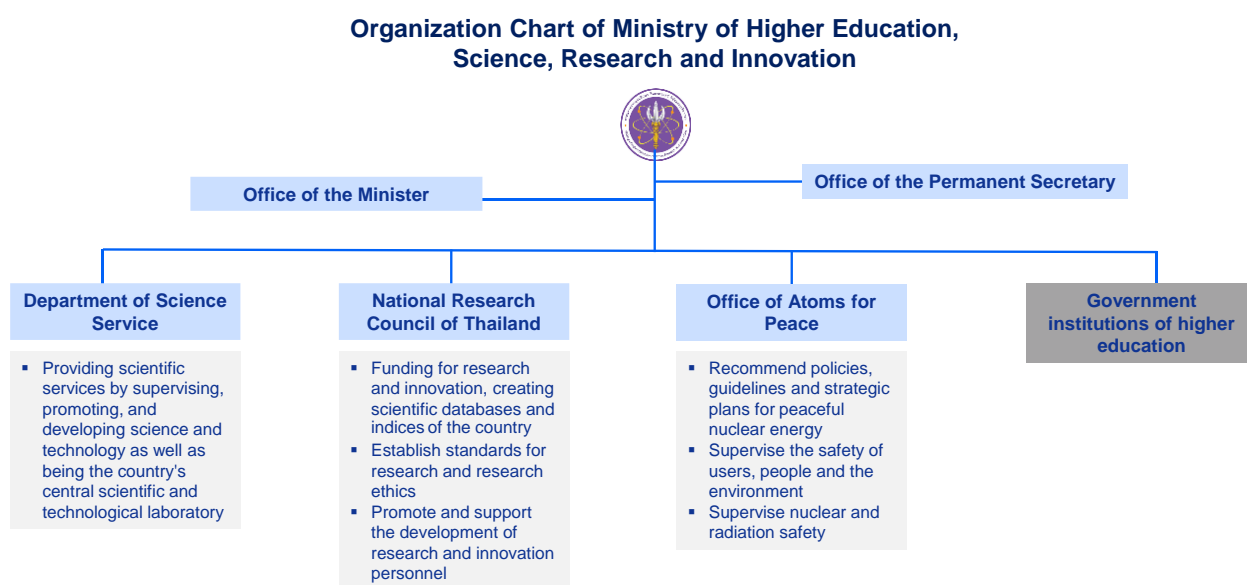 Organization Chart of Ministry of Higher Education,
Science, Research and Innovation
Office of the Minister
Office of the Permanent Secretary
Department of Science
Service
▪ Providing scientific
services by supervising,
promoting, and
developing science and
technology as well as
being the country's
central scientific and
technological laboratory
National Research
Council of Thailand
▪ Funding for research
and innovation, creating
scientific databases and
indices of the country
▪ Establish standards for
research and research
ethics
▪ Promote and support
the development of
research and innovation
personnel
Office of Atoms for
Peace
▪ Recommend policies,
guidelines and strategic
plans for peaceful
nuclear energy
▪ Supervise the safety of
users, people and the
environment
▪ Supervise nuclear and
radiation safety
Government
institutions of higher
education